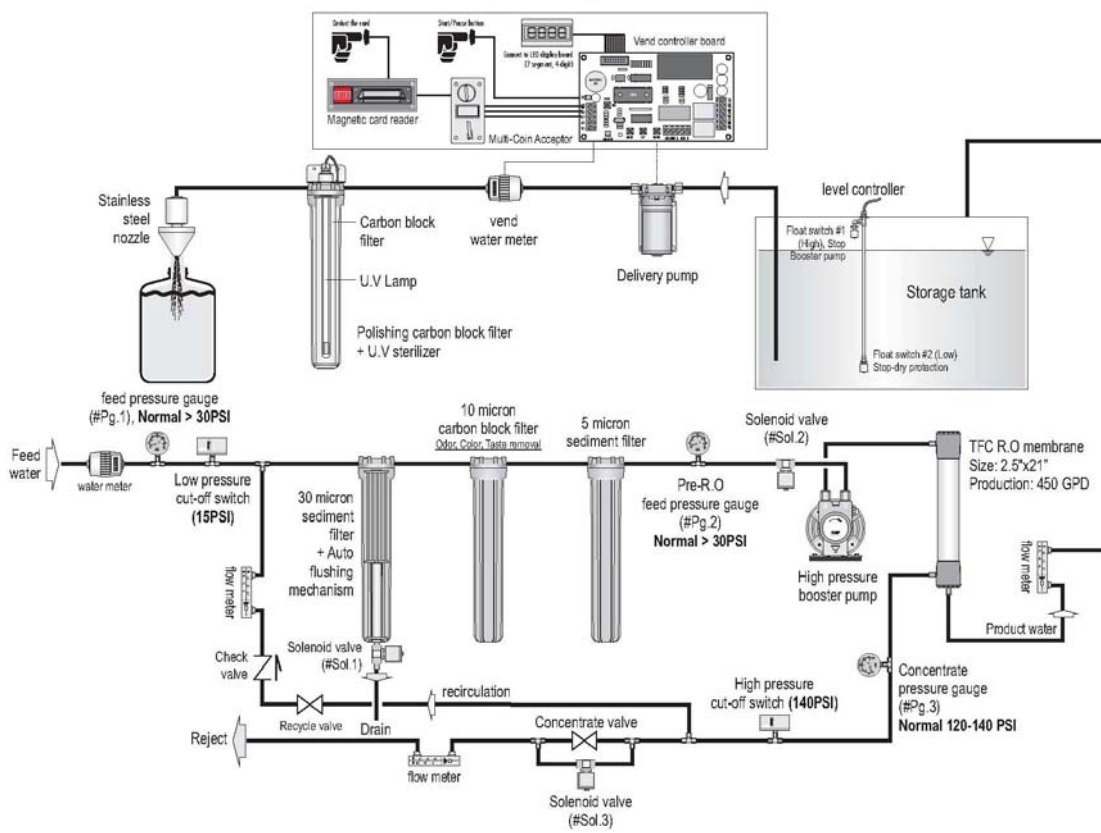 Start/Pause button
Vend controller board
Connect to LED display board
(7 segment, 4 digit)
Magnetic card reader
Multi-Coin Acceptor
Stainless
steel
nozzle
Carbon block
filter
U.V Lamp
Polishing carbon block filter
+ U.V sterilizer
vend
water meter
Delivery pump
level controller
Float switch #1
(High), Stop
Booster pump
Storage tank
Float switch #2 (Low)
Stop-dry protection
feed pressure gauge
(#Pg.1), Normal > 30PSI
Feed
water
water meter
Low pressure
cut-off switch
(15PSI)
30 micron
sediment
filter
+ Auto
flushing
mechanism
10 micron
carbon block filter
Odor, Color, Taste removal
5 micron
sediment filter
Pre-R.O
feed pressure gauge
(#Pg.2)
Normal > 30PSI
Solenoid valve
(#Sol.2)
High pressure
booster pump
TFC R.O membrane
Size: 2.5"x21"
Production: 450 GPD
flow meter
Product water
flow meter
Check
valve
Solenoid valve
(#Sol.1)
Recycle valve
Drain
recirculation
High pressure
cut-off switch (140PSI)
Concentrate
pressure gauge
(#Pg.3)
Normal 120-140 PSI
Reject
flow meter
Concentrate valve
Solenoid valve
(#Sol.3)